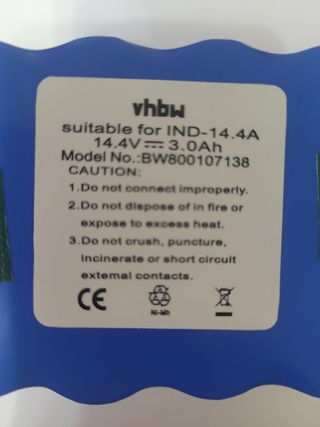 vhbw
suitable for IND-14.4A
14.4V⎓3.0Ah
Model No.:BW800107138
CAUTION:
1.Do not connect improperly.
2.Do not dispose of in fire or
expose to excess heat.
3.Do not crush, puncture,
incinerate or short circuit
external contacts.
CE
Ni-Mh